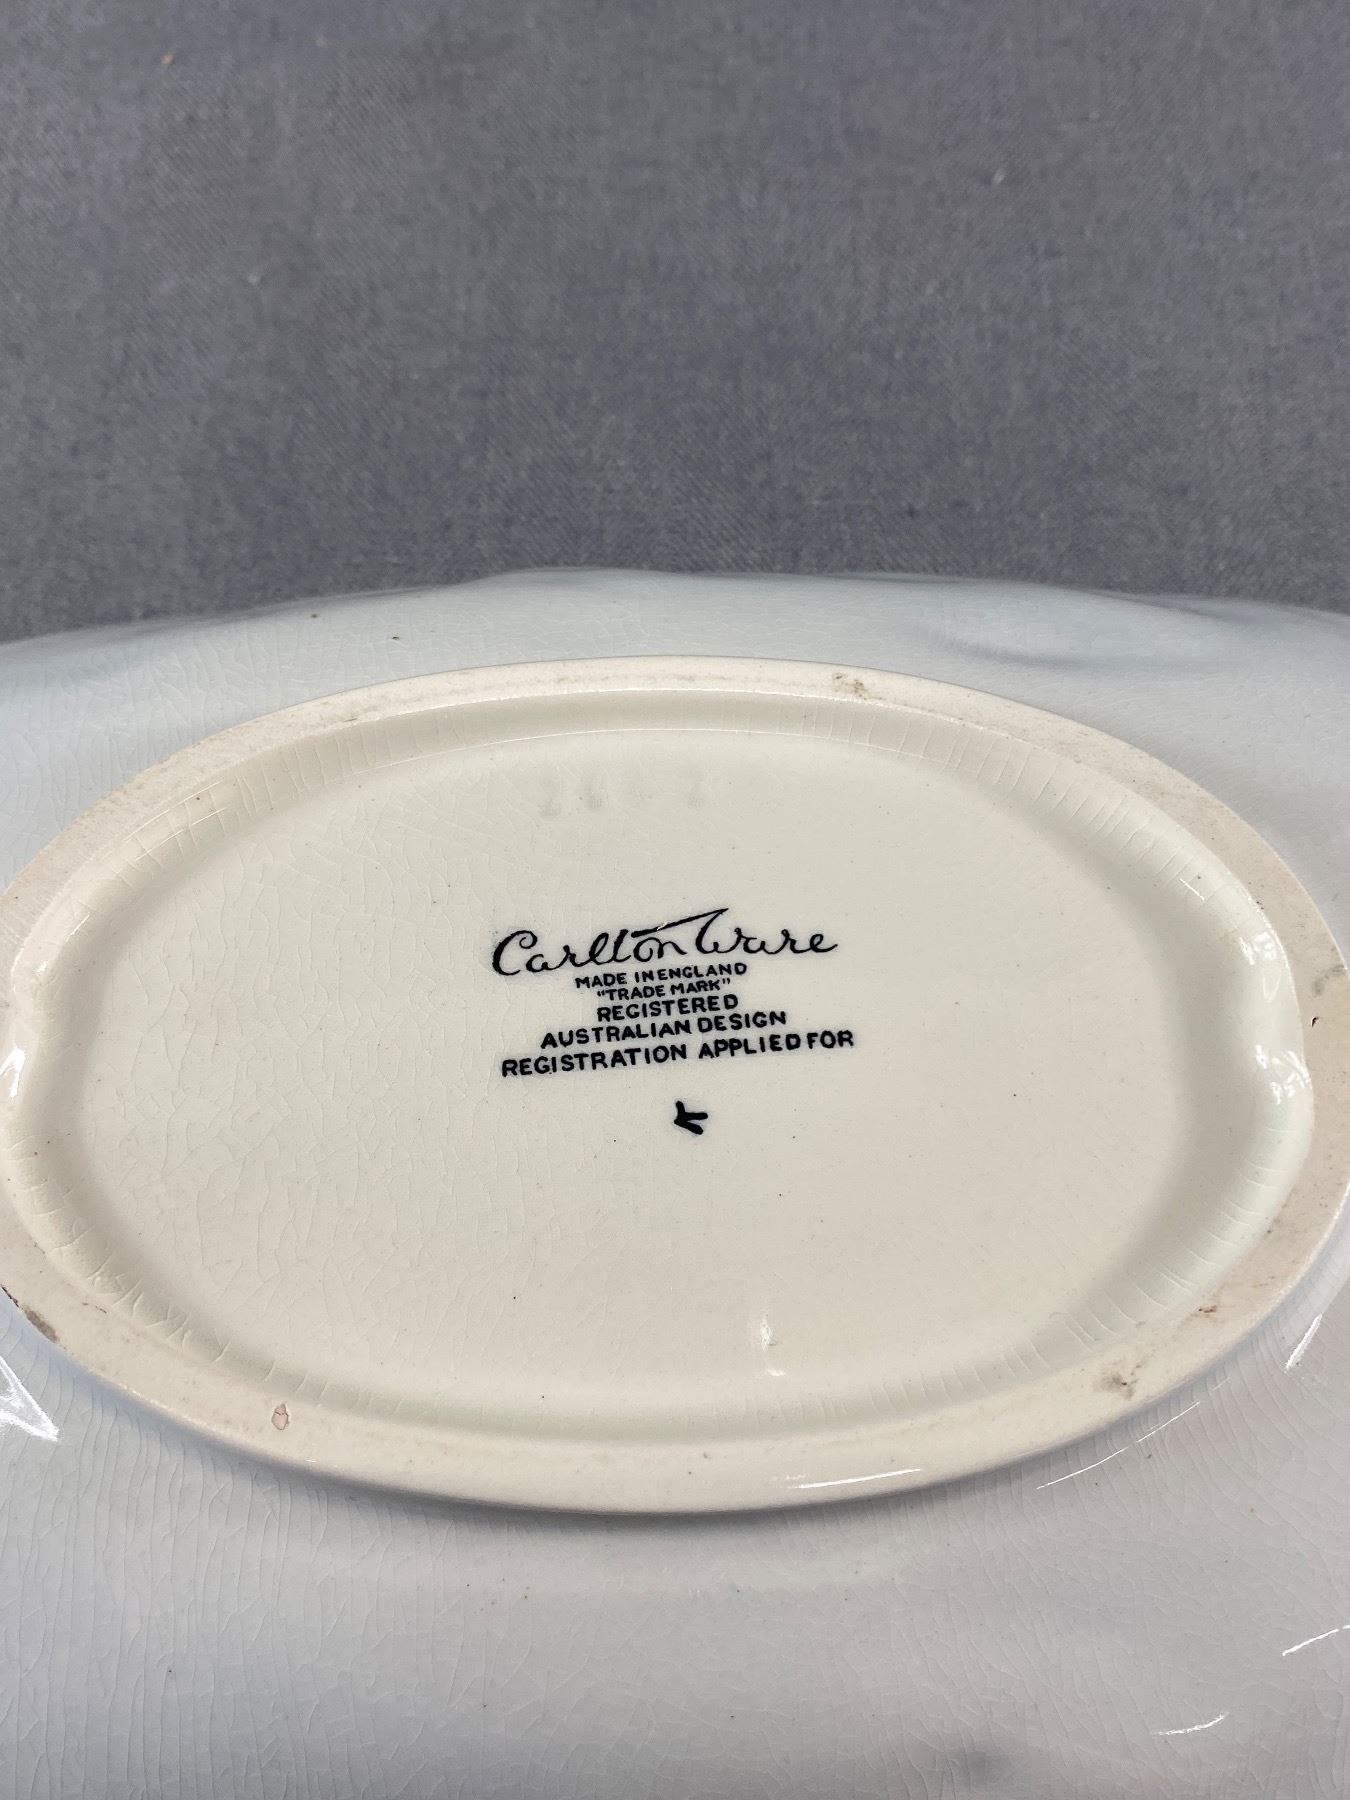 Carlton Ware
MADE IN ENGLAND
"TRADE MARK"
REGISTERED
AUSTRALIAN DESIGN
REGISTRATION APPLIED FOR